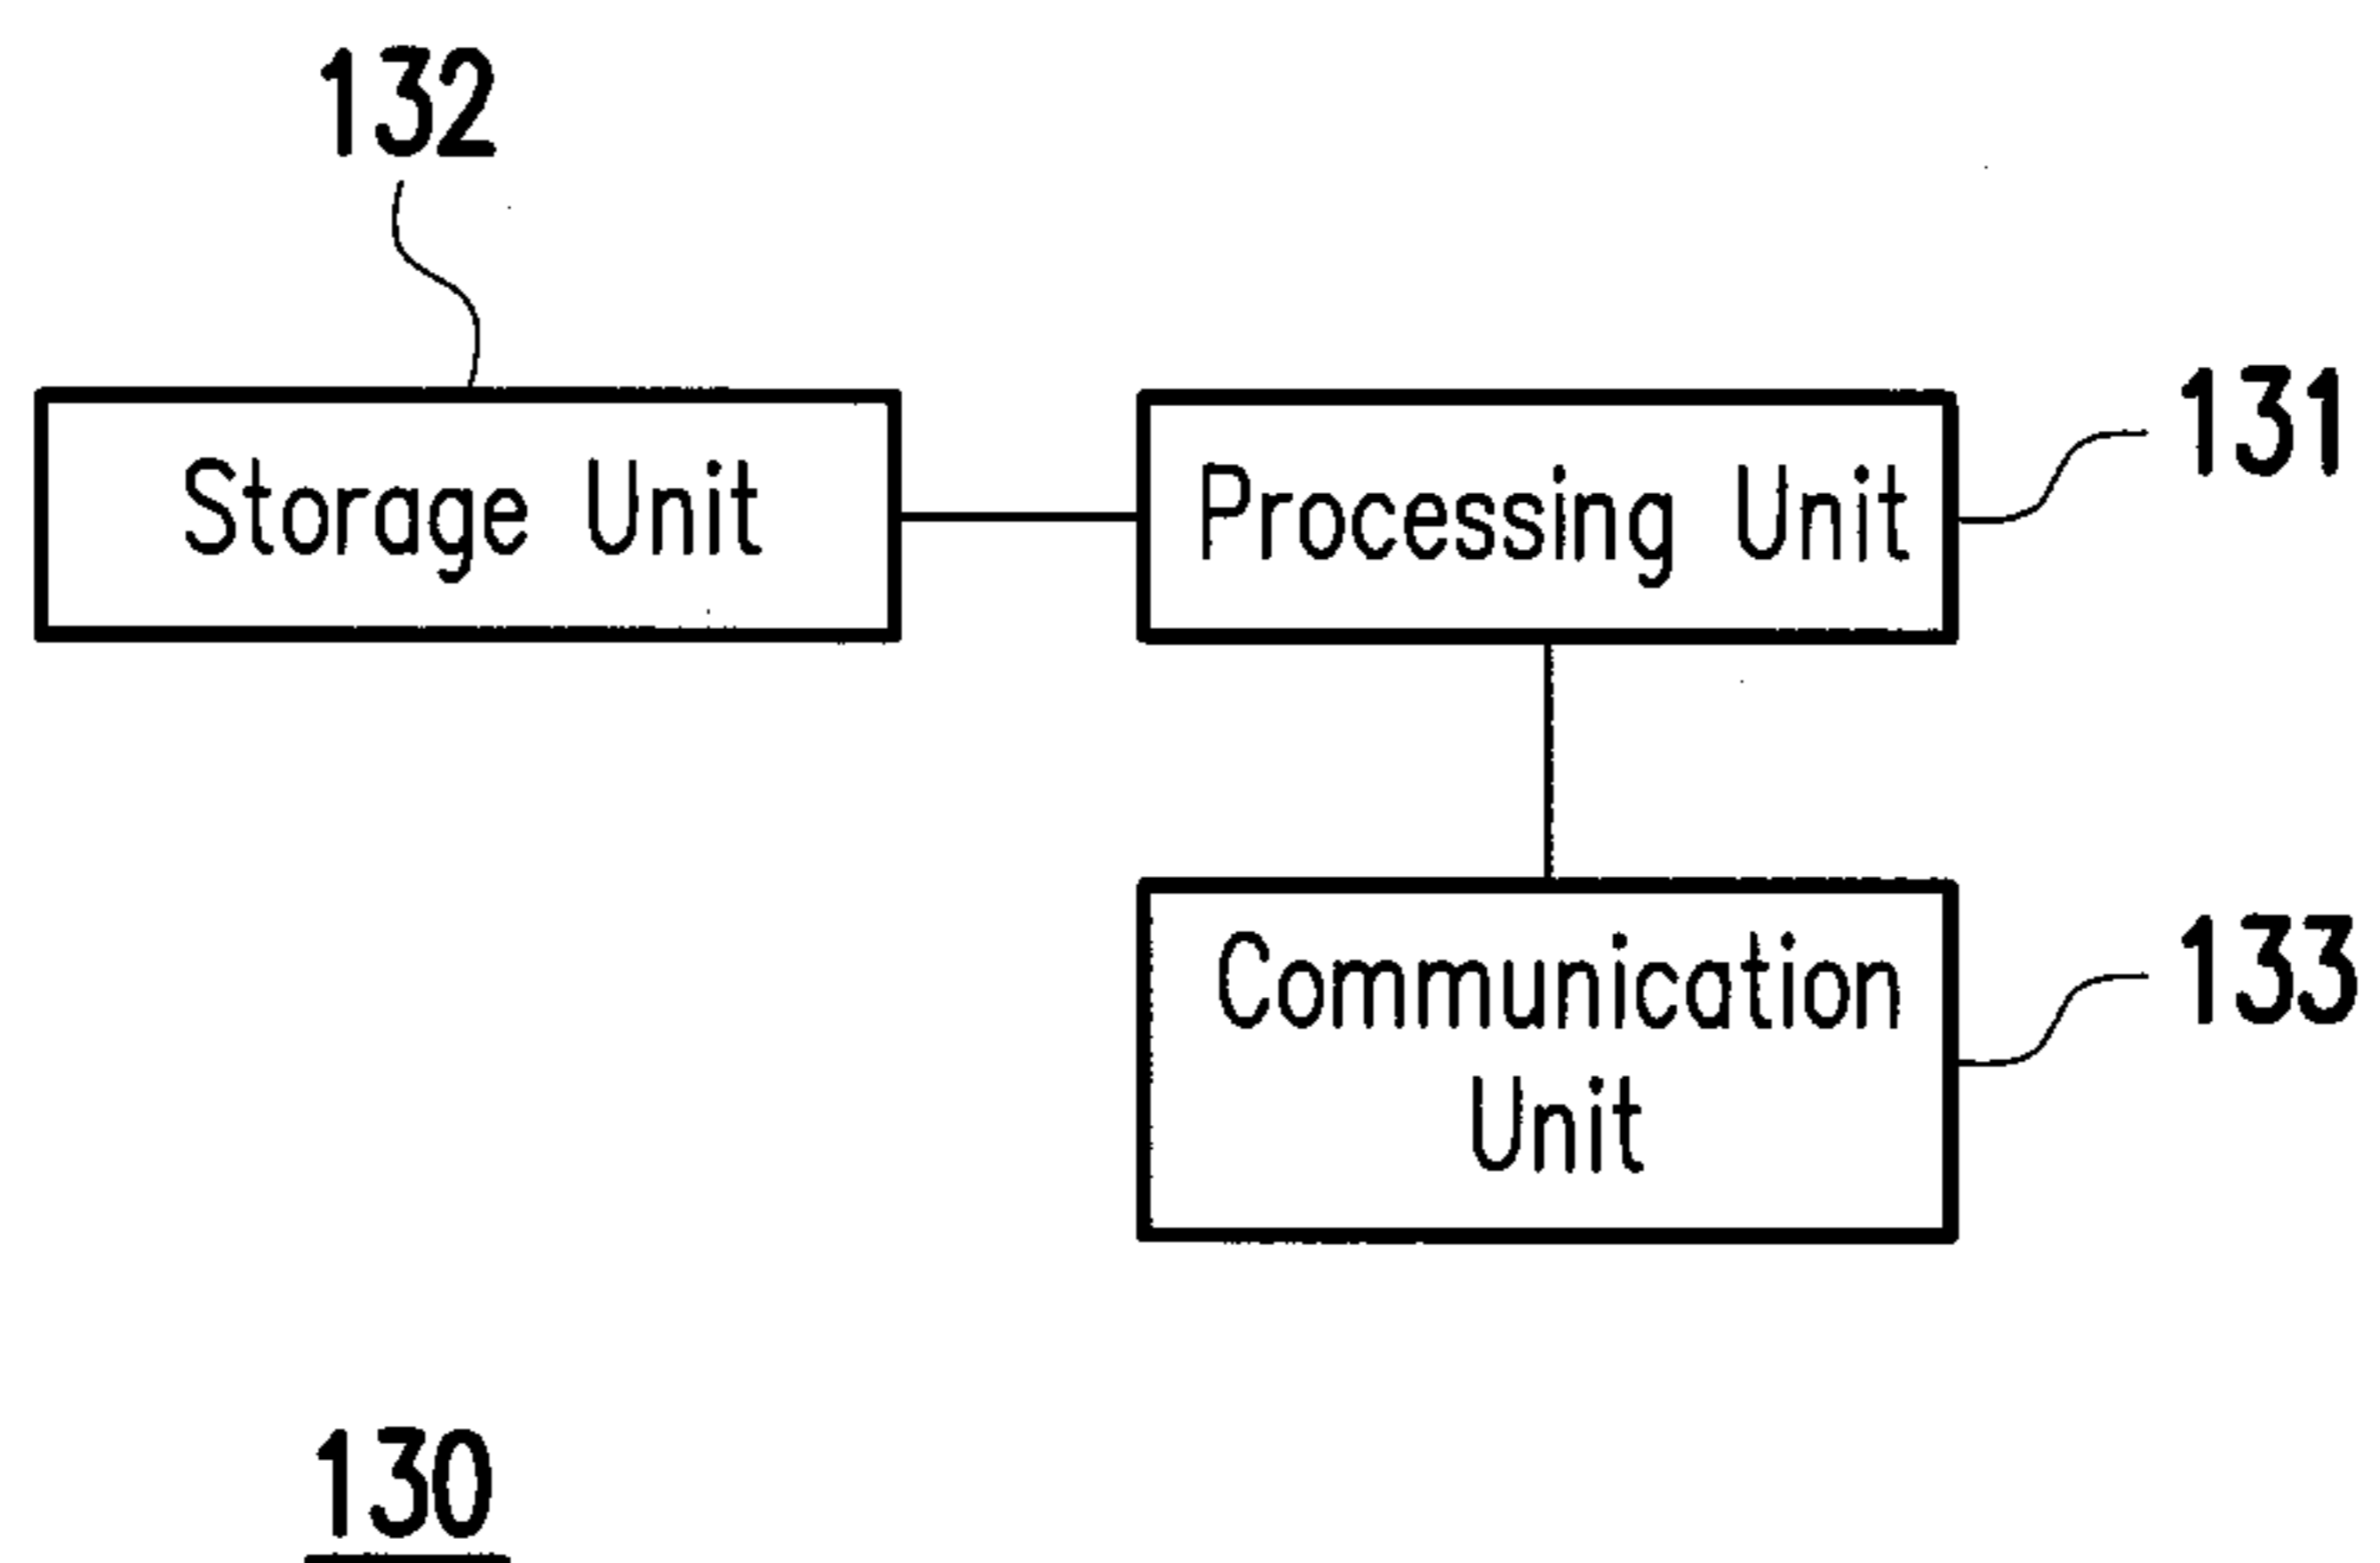 132
Storage Unit
Processing Unit
131
Communication
Unit
133
130